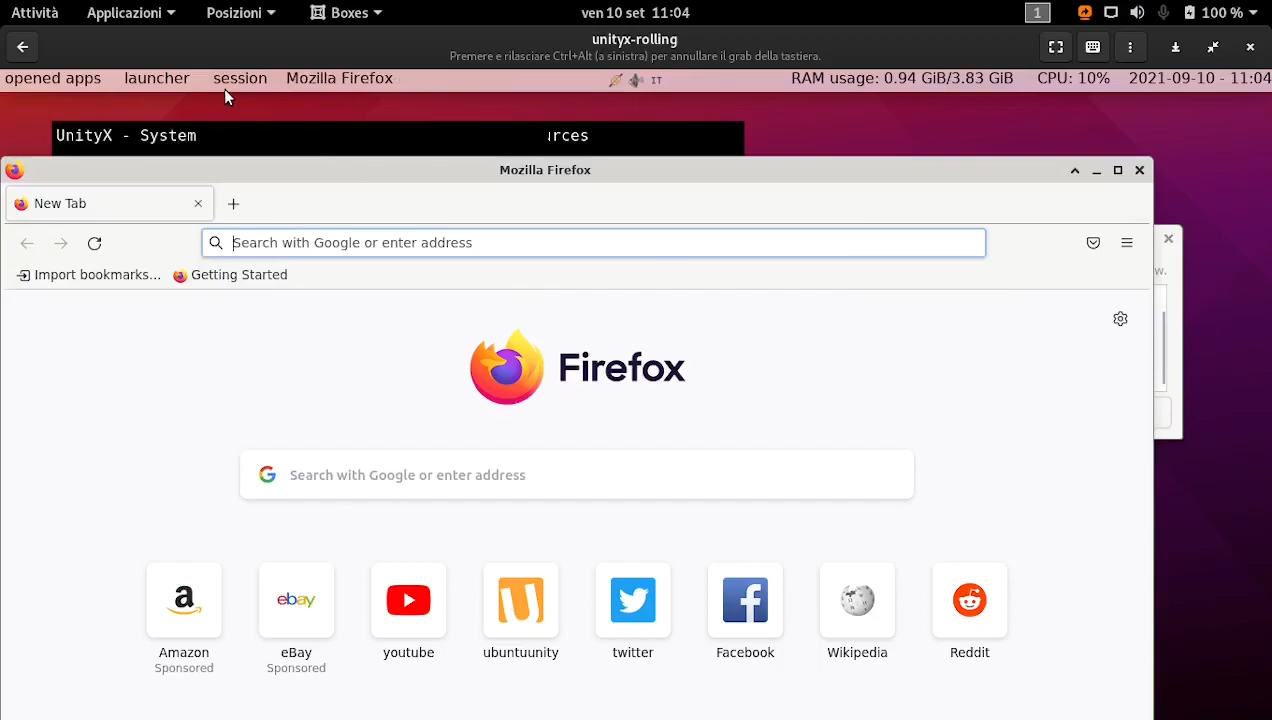 Attività Applicazioni Posizioni Boxes ven 10 set 11:04 1 100 %
unityx-rolling
Premere e rilasciare Ctrl+Alt (a sinistra) per annullare il grab della tastiera.
opened apps launcher session Mozilla Firefox IT RAM usage: 0.94 GiB/3.83 GiB CPU: 10% 2021-09-10 - 11:04
UnityX - System urces
Mozilla Firefox
New Tab
Search with Google or enter address
w.
Import bookmarks... Getting Started
Firefox
Search with Google or enter address
a ebay
Amazon eBay youtube ubuntuunity twitter Facebook Wikipedia Reddit
Sponsored Sponsored